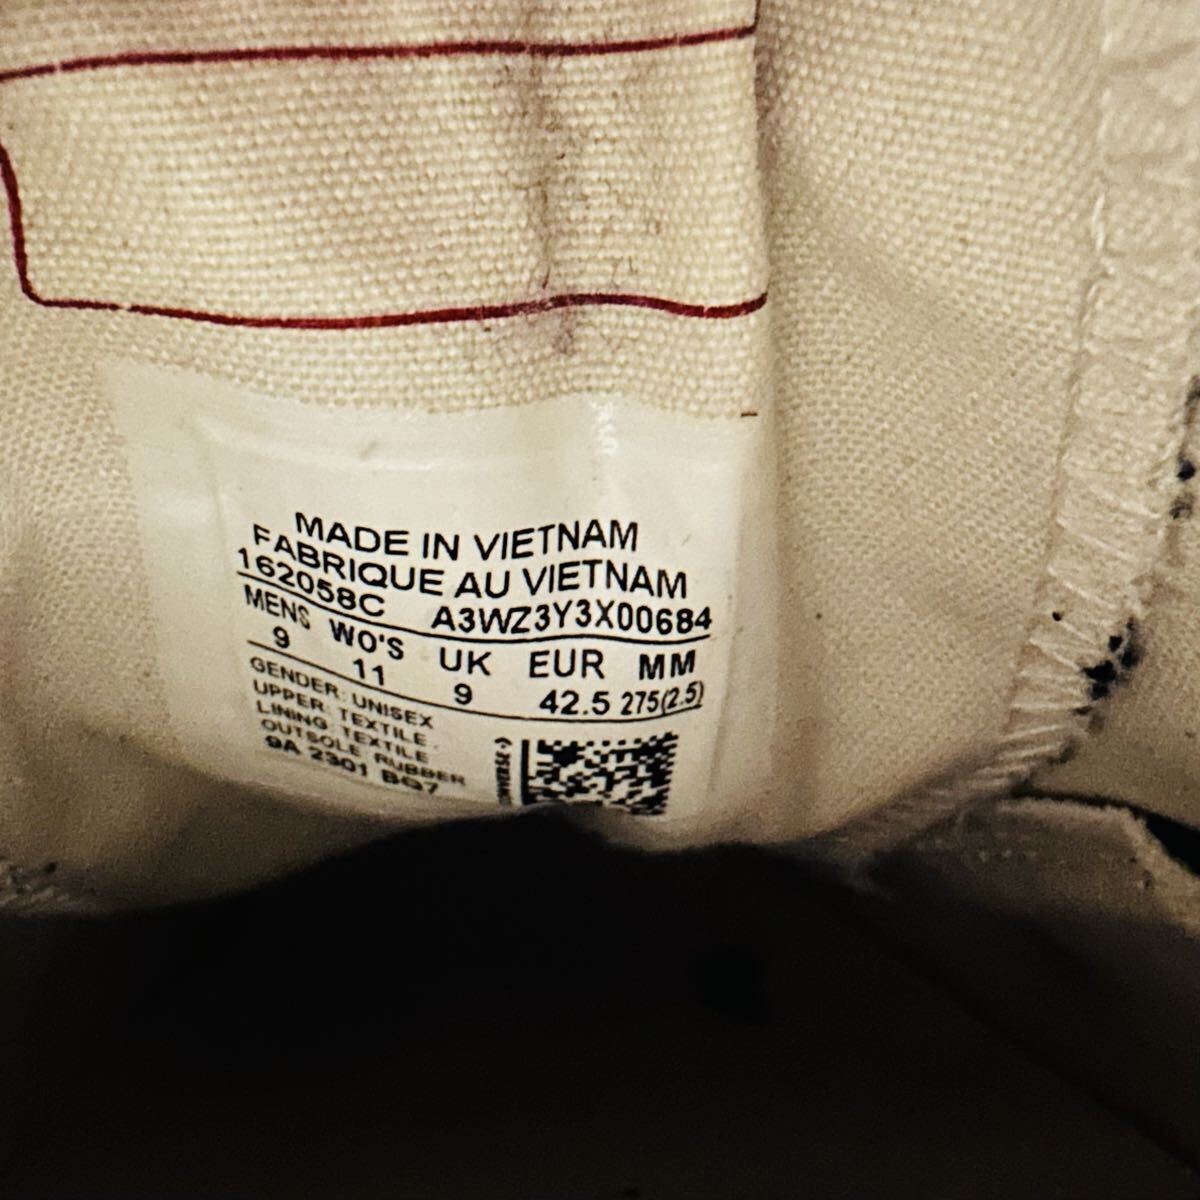 MADE IN VIETNAM
FABRIQUE AU VIETNAM
162058C A3WZ3Y3X00684
MENS WO'S UK EUR MM
9 11 9 42.5 275(2.5)
GENDER: UNISEX
UPPER: TEXTILE
LINING: TEXTILE
OUTSOLE RUBBER
9A 2301 BG7